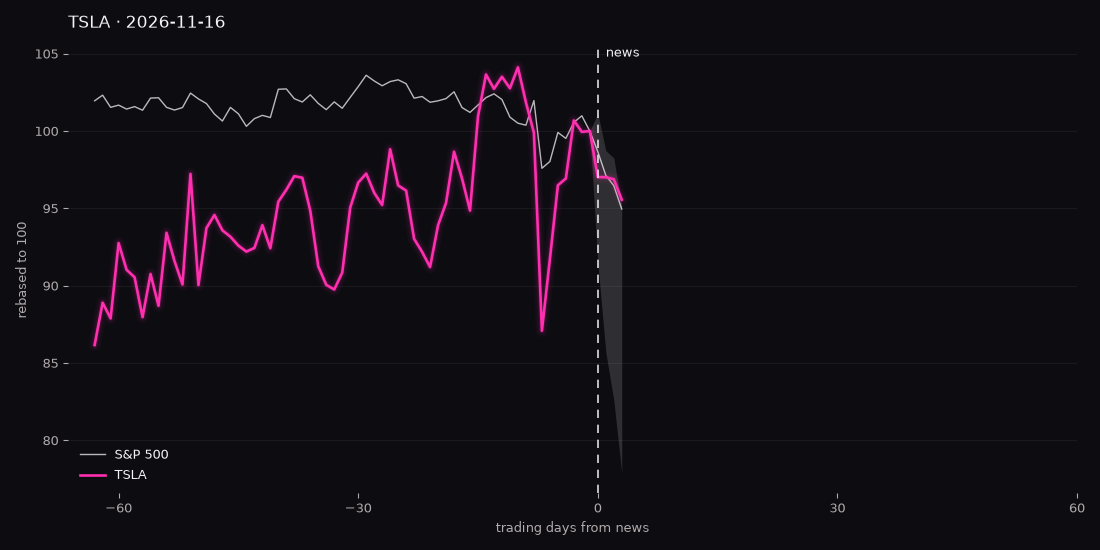 TSLA · 2026-11-16
105
100
95
90
85
80
rebased to 100
news
S&P 500
TSLA
−60
−30
0
30
60
trading days from news